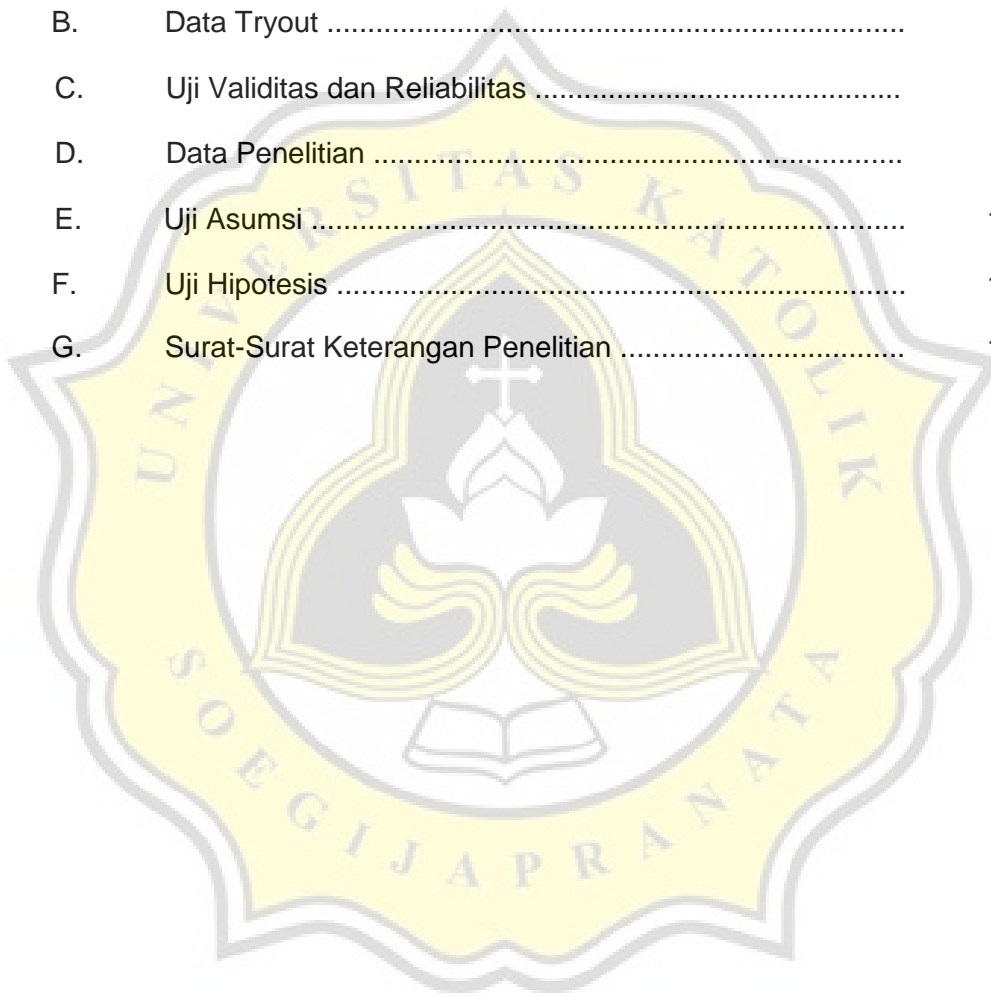 B. Data Tryout ......................................................................
C. Uji Validitas dan Reliabilitas ............................................
D. Data Penelitian ................................................................
E. Uji Asumsi ........................................................................
F. Uji Hipotesis .....................................................................
G. Surat-Surat Keterangan Penelitian ..................................
UNIVERSITAS KATOLIK
SOEGIJAPRANATA